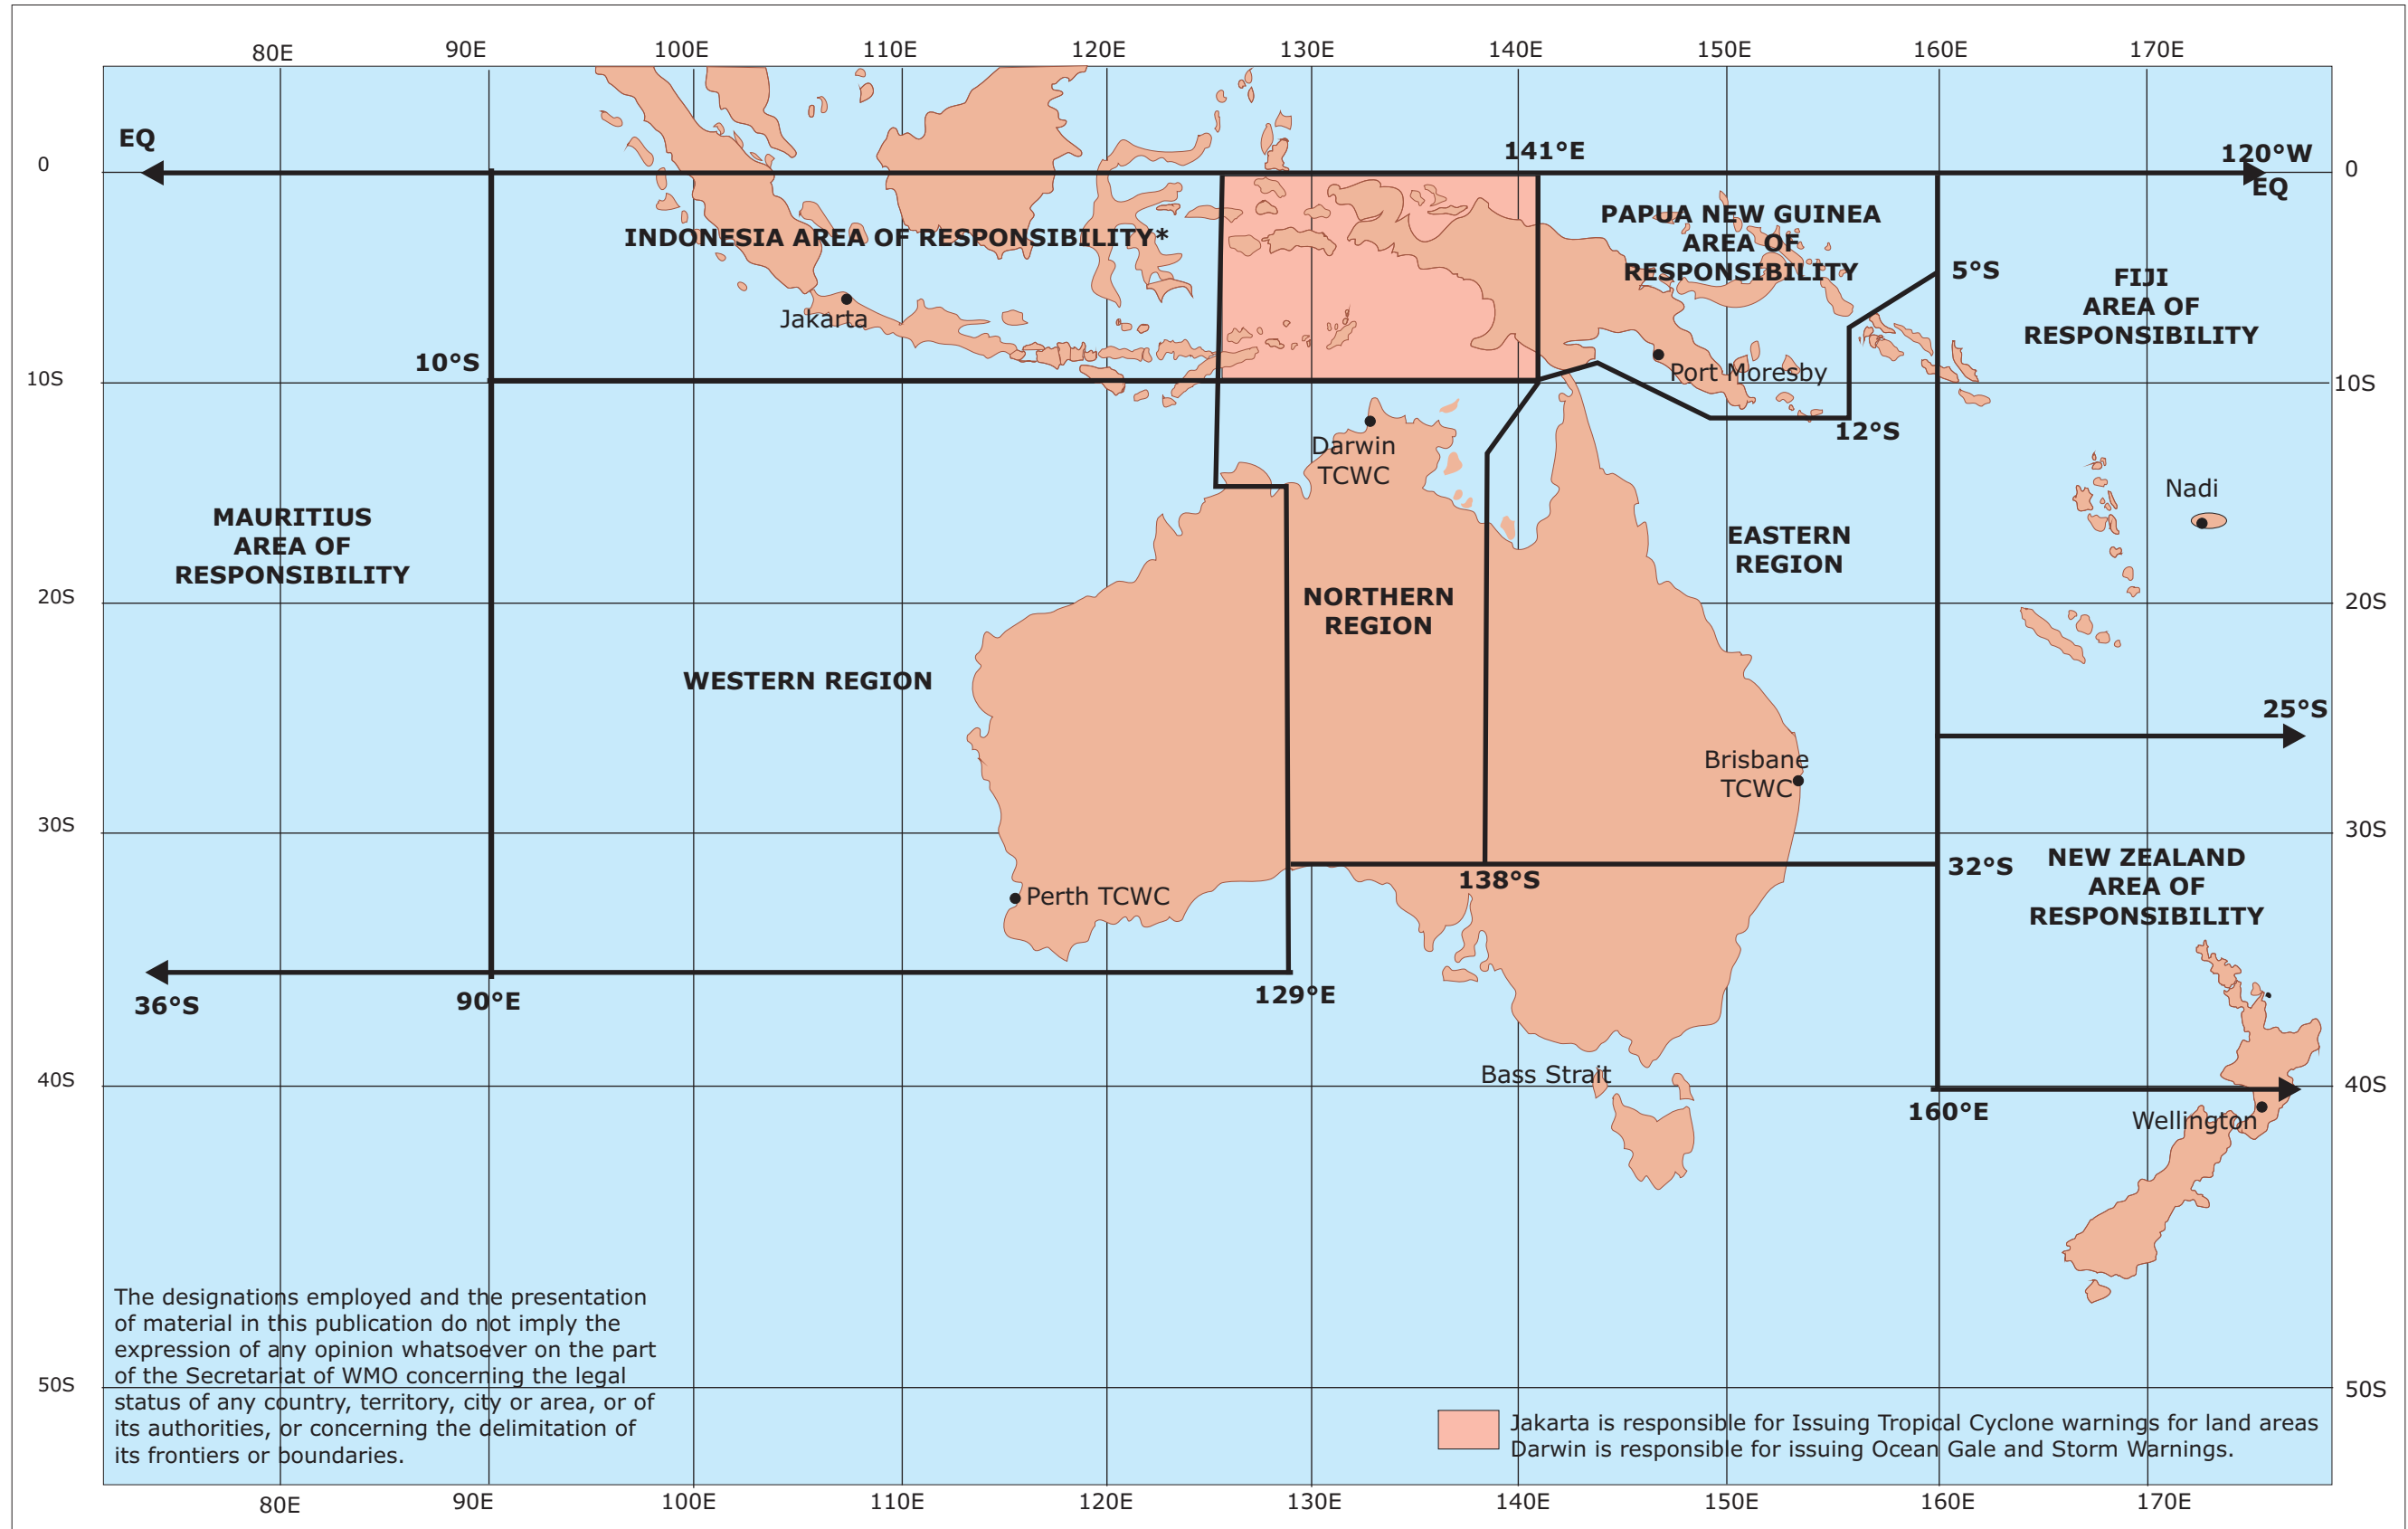 80E
90E
100E
110E
120E
130E
140E
150E
160E
170E
EQ
141°E
120°W
EQ
0
0
INDONESIA AREA OF RESPONSIBILITY*
PAPUA NEW GUINEA
AREA OF
RESPONSIBILITY
5°S
FIJI
AREA OF
RESPONSIBILITY
Jakarta
10°S
Port Moresby
10S
10S
12°S
Darwin
TCWC
Nadi
MAURITIUS
AREA OF
RESPONSIBILITY
EASTERN
REGION
20S
20S
NORTHERN
REGION
WESTERN REGION
25°S
Brisbane
TCWC
30S
30S
138°S
32°S
NEW ZEALAND
AREA OF
RESPONSIBILITY
Perth TCWC
36°S
90°E
129°E
Bass Strait
40S
40S
160°E
Wellington
The designations employed and the presentation
of material in this publication do not imply the
expression of any opinion whatsoever on the part
of the Secretariat of WMO concerning the legal
status of any country, territory, city or area, or of
its authorities, or concerning the delimitation of
its frontiers or boundaries.
50S
50S
Jakarta is responsible for Issuing Tropical Cyclone warnings for land areas
Darwin is responsible for issuing Ocean Gale and Storm Warnings.
80E
90E
100E
110E
120E
130E
140E
150E
160E
170E